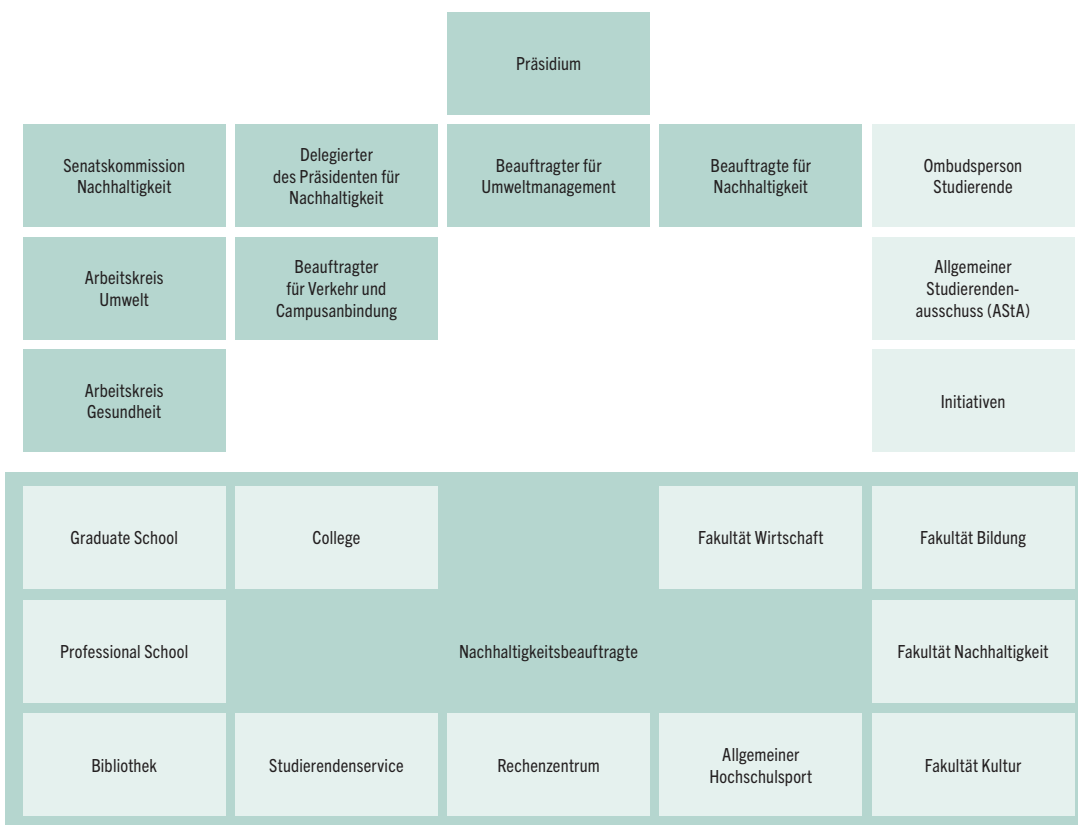 Präsidium
Senatskommission
Nachhaltigkeit
Delegierter
des Präsidenten für
Nachhaltigkeit
Beauftragter für
Umweltmanagement
Beauftragte für
Nachhaltigkeit
Ombudsperson
Studierende
Arbeitskreis
Umwelt
Beauftragter
für Verkehr und
Campusanbindung
Allgemeiner
Studierenden-
ausschuss (AStA)
Arbeitskreis
Gesundheit
Initiativen
Graduate School
College
Fakultät Wirtschaft
Fakultät Bildung
Professional School
Nachhaltigkeitsbeauftragte
Fakultät Nachhaltigkeit
Bibliothek
Studierendenservice
Rechenzentrum
Allgemeiner
Hochschulsport
Fakultät Kultur